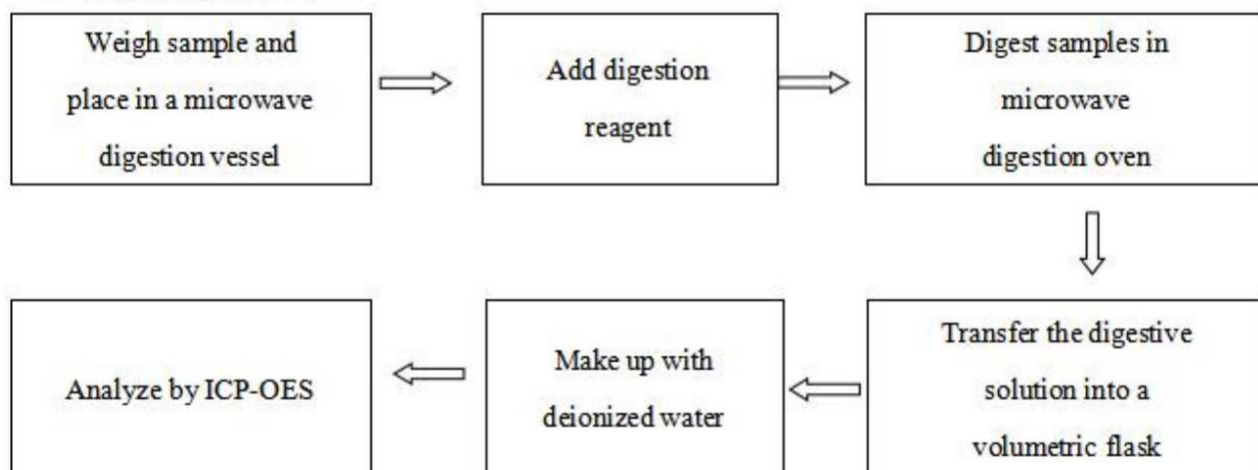 Weigh sample and
place in a microwave
digestion vessel
Add digestion
reagent
Digest samples in
microwave
digestion oven
Transfer the digestive
solution into a
volumetric flask
Make up with
deionized water
Analyze by ICP-OES